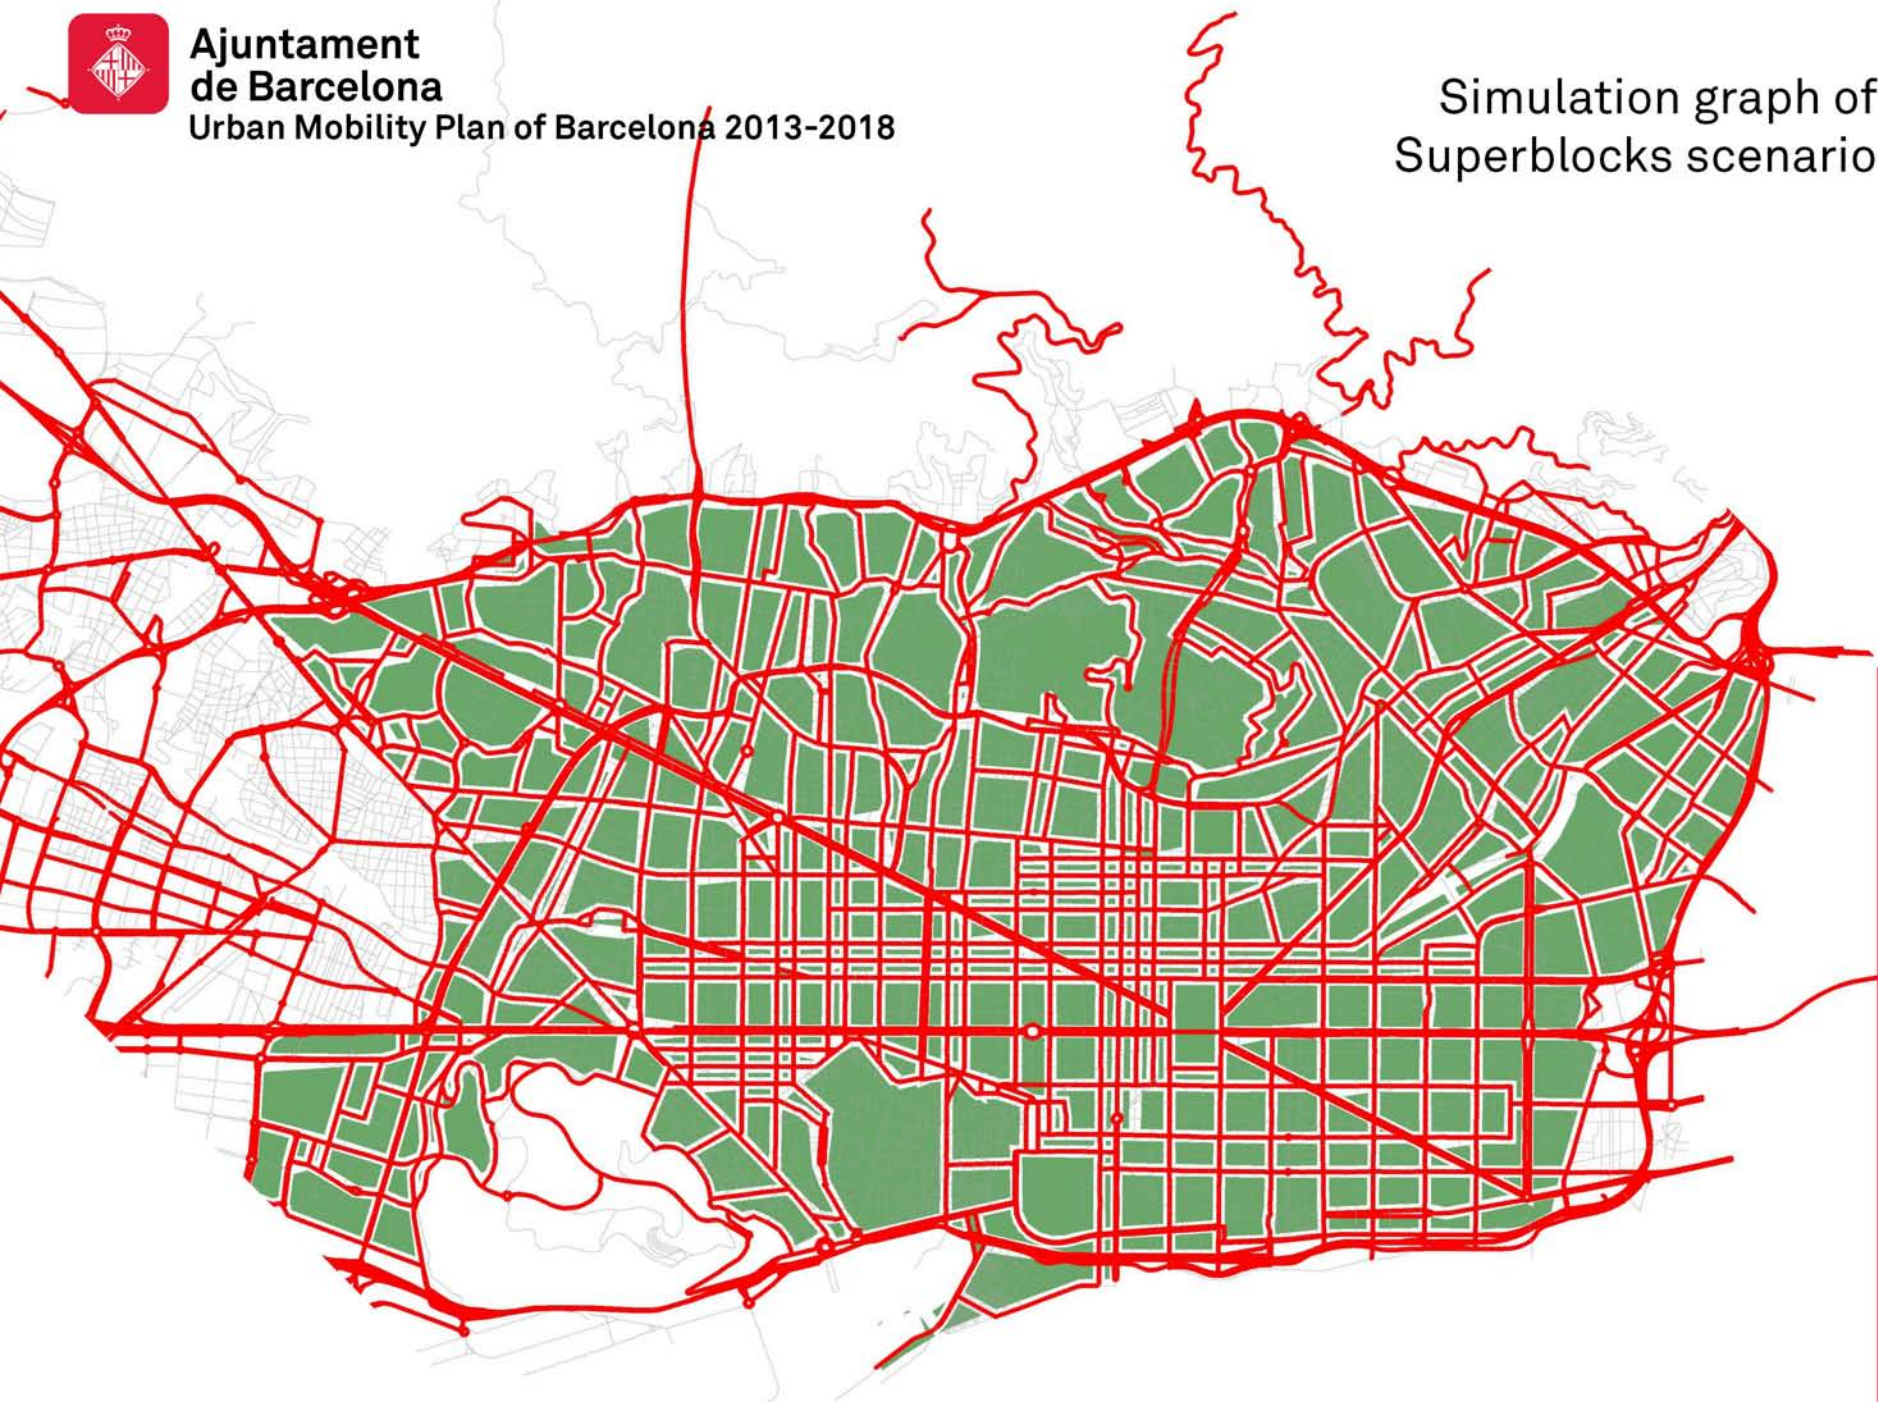 Ajuntament
de Barcelona
Urban Mobility Plan of Barcelona 2013-2018
Simulation graph of
Superblocks scenario